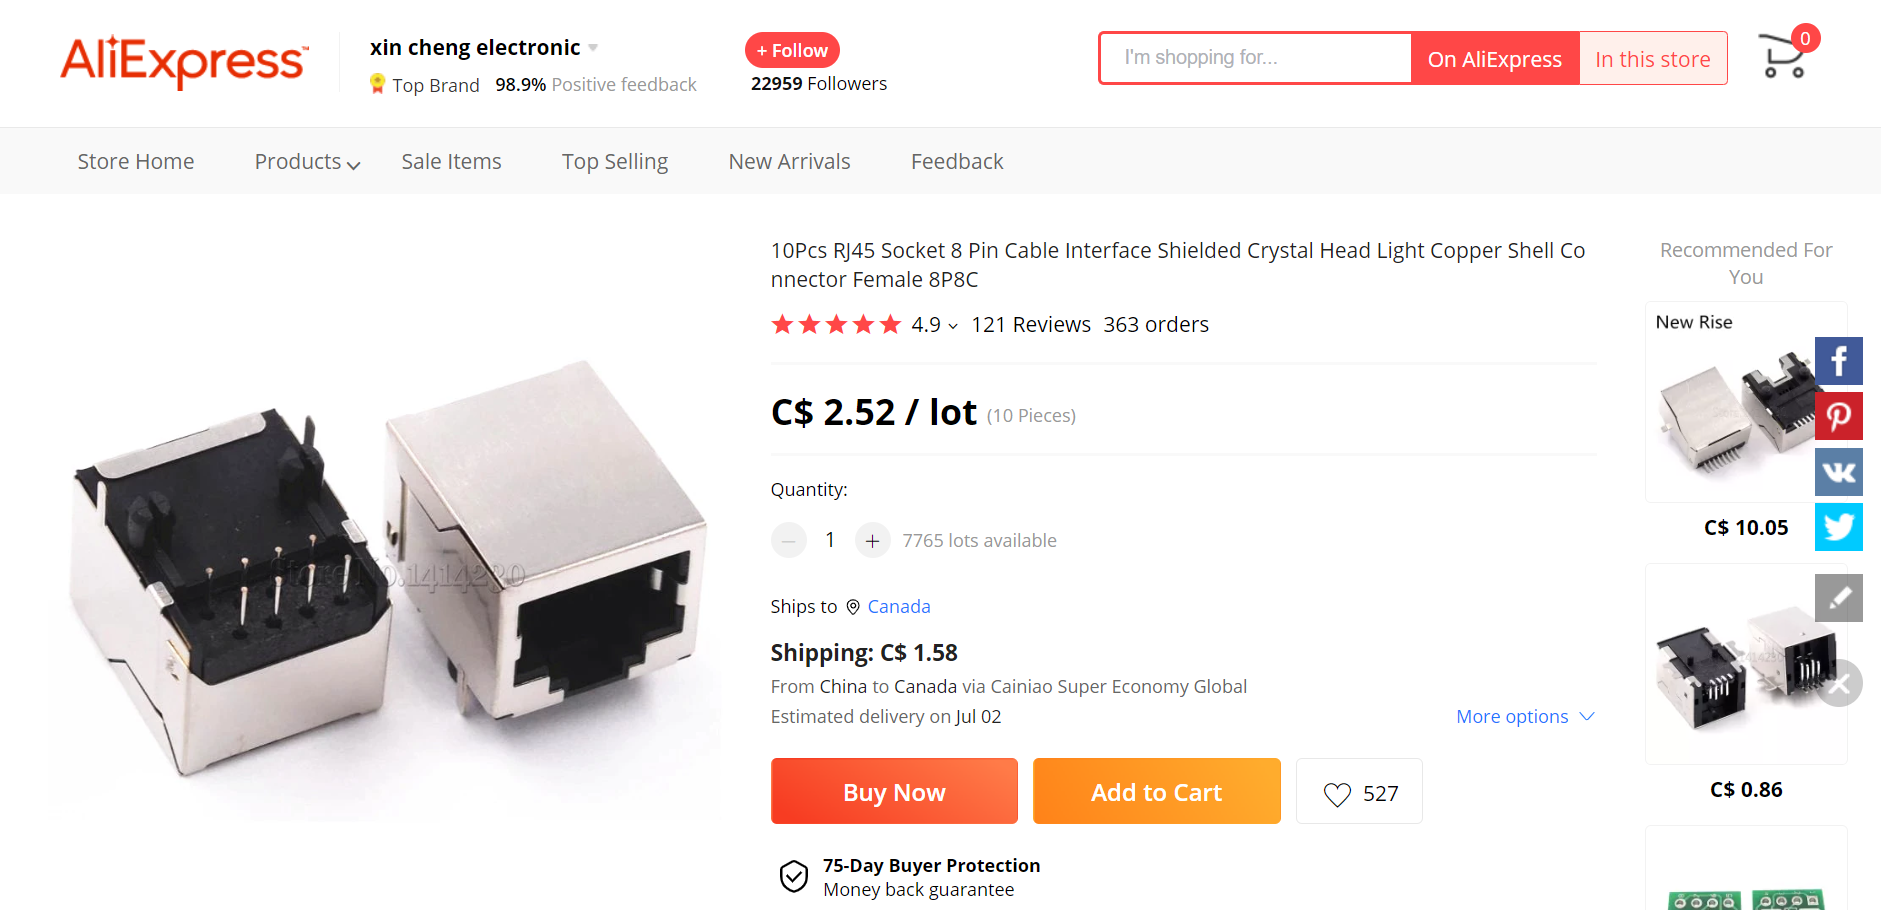 AliExpress™
xin cheng electronic
Top Brand 98.9% Positive feedback
+ Follow
22959 Followers
I'm shopping for...
On AliExpress
In this store
0
Store Home
Products
Sale Items
Top Selling
New Arrivals
Feedback
10Pcs RJ45 Socket 8 Pin Cable Interface Shielded Crystal Head Light Copper Shell Co
nnector Female 8P8C
4.9 121 Reviews 363 orders
C$ 2.52 / lot (10 Pieces)
Quantity:
1 7765 lots available
Ships to Canada
Shipping: C$ 1.58
From China to Canada via Cainiao Super Economy Global
Estimated delivery on Jul 02
More options
Buy Now
Add to Cart
527
75-Day Buyer Protection
Money back guarantee
Store No.1414230
Recommended For
You
New Rise
C$ 10.05
C$ 0.86